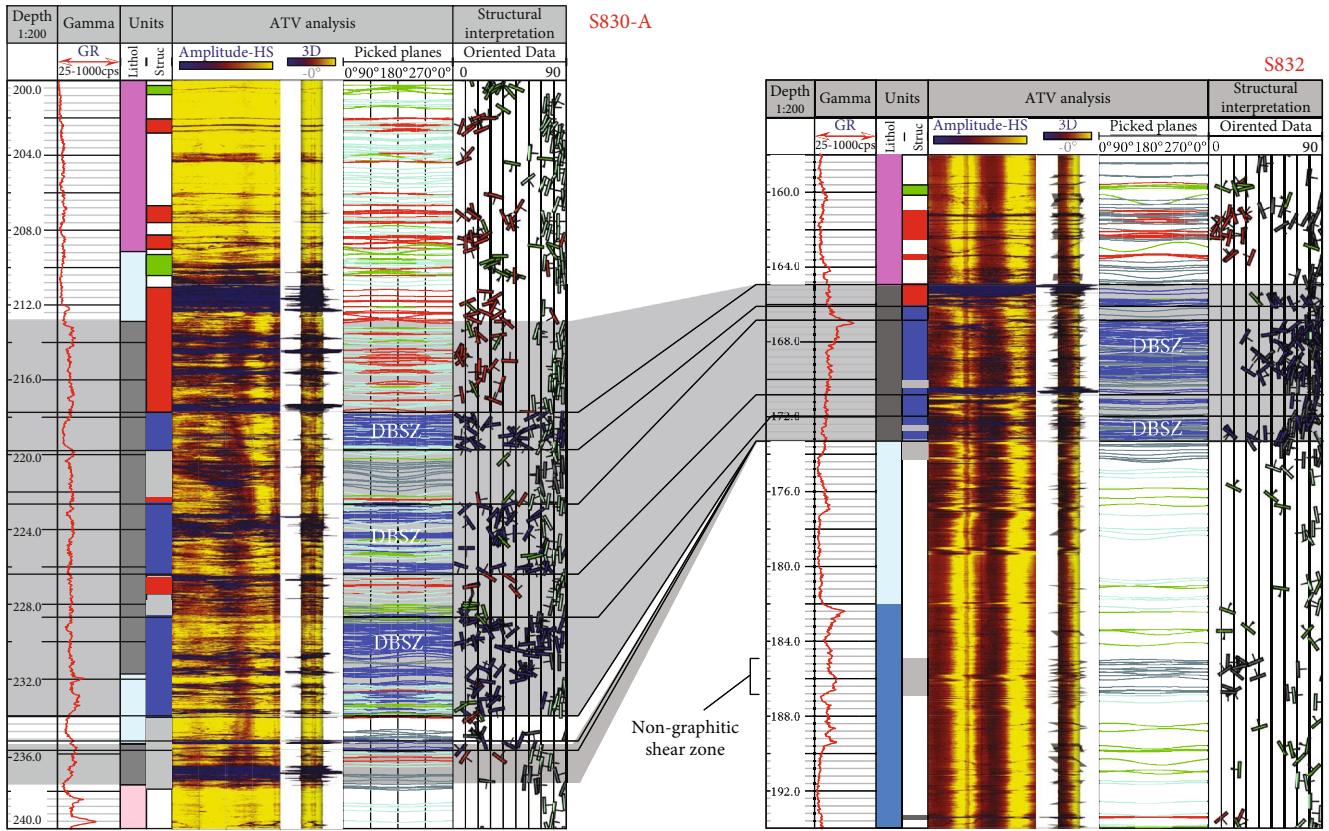 S830-A
Depth
1:200
Gamma
Units
ATV analysis
Structural
interpretation
GR
25-1000cps
Lithol
Struc
Amplitude-HS
3D
-0°
Picked planes
0°90°180°270°0°
Oriented Data
0 90
200.0
204.0
208.0
212.0
216.0
220.0
224.0
228.0
232.0
236.0
240.0
DBSZ
DBSZ
DBSZ
S832
Depth
1:200
Gamma
Units
ATV analysis
Structural
interpretation
GR
25-1000cps
Lithol
Struc
Amplitude-HS
3D
-0°
Picked planes
0°90°180°270°0°
Oirented Data
0 90
160.0
164.0
168.0
172.0
176.0
180.0
184.0
188.0
192.0
DBSZ
DBSZ
Non-graphitic
shear zone